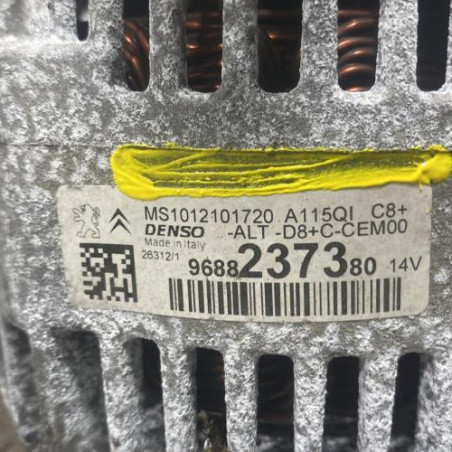 MS1012101720 A115QI C8+
DENSO -ALT -D8+C-CEM00
Made in Italy
26312/1
9688237380 14V